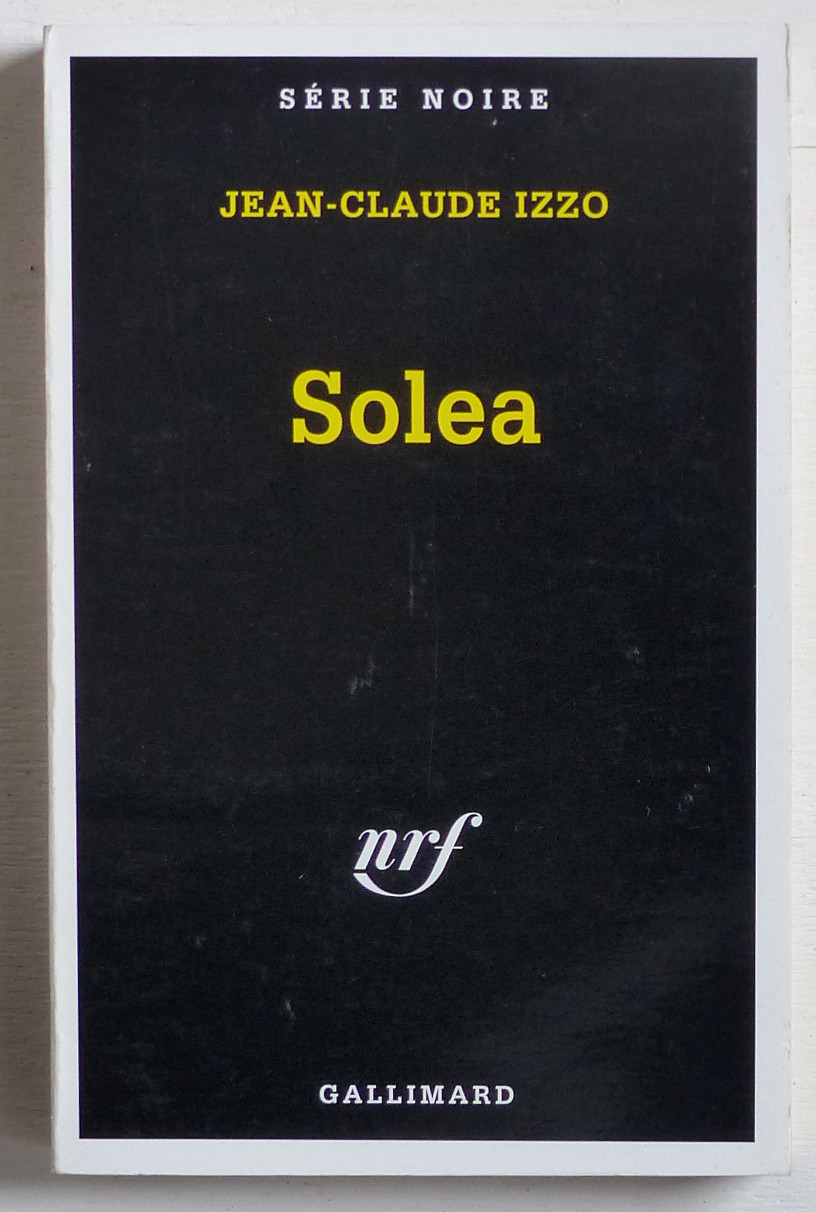 SÉRIE NOIRE
JEAN-CLAUDE IZZO
Solea
nrf
GALLIMARD